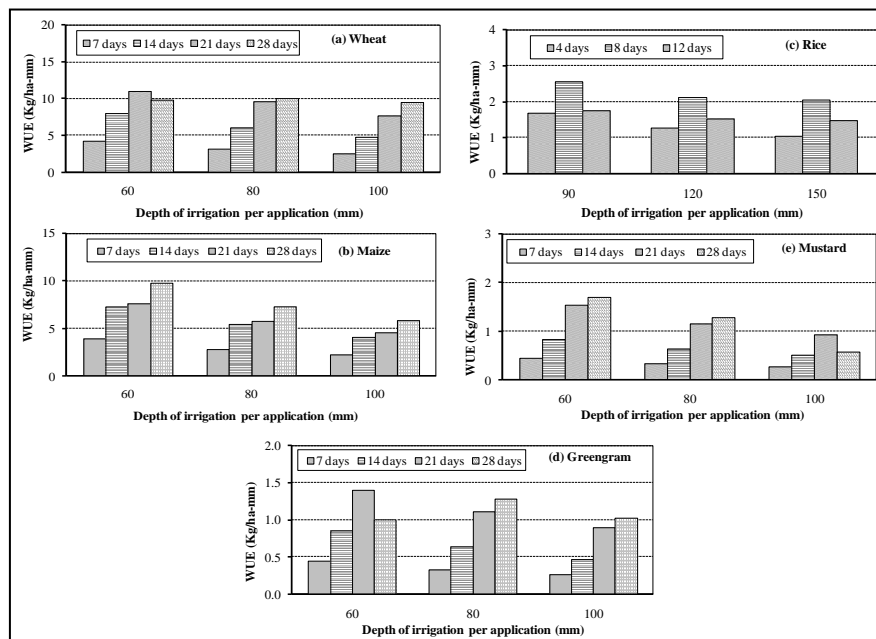 (a) Wheat
7 days 14 days 21 days 28 days
WUE (Kg/ha-mm)
20
15
10
5
0
60 80 100
Depth of irrigation per application (mm)
(c) Rice
4 days 8 days 12 days
WUE (Kg/ha-mm)
4
3
2
1
0
90 120 150
Depth of irrigation per application (mm)
(b) Maize
7 days 14 days 21 days 28 days
WUE (Kg/ha-mm)
15
10
5
0
60 80 100
Depth of irrigation per application (mm)
(e) Mustard
7 days 14 days 21 days 28 days
WUE (Kg/ha-mm)
3
2
1
0
60 80 100
Depth of irrigation per application (mm)
(d) Greengram
7 days 14 days 21 days 28 days
WUE (Kg/ha-mm)
2.0
1.5
1.0
0.5
0.0
60 80 100
Depth of irrigation per application (mm)